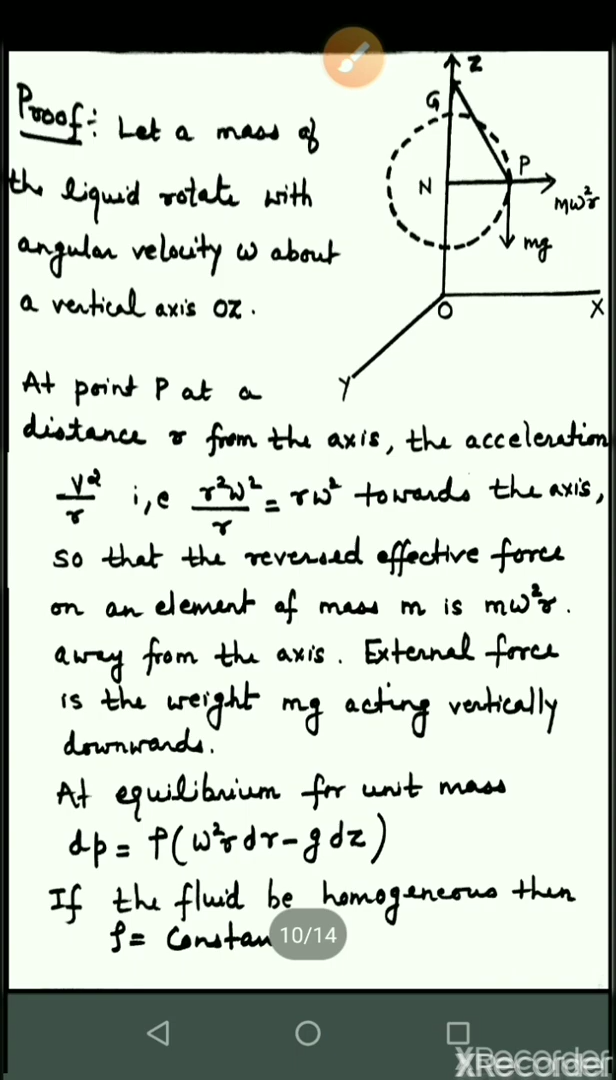 Proof:- Let a mass of
the liquid rotate with
angular velocity ω about
a vertical axis OZ.
Z
G
P
N
mω²r
mg
O
X
Y
At point P at a
distance r from the axis, the acceleration
V²/r i,e r²ω²/r = rω² towards the axis,
so that the reversed effective force
on an element of mass m is mω²r.
away from the axis. External force
is the weight mg acting vertically
downwards.
At equilibrium for unit mass
dp = ρ(ω²rdr - gdz)
If the fluid be homogeneous then
ρ = Constan
10/14
XRecorder